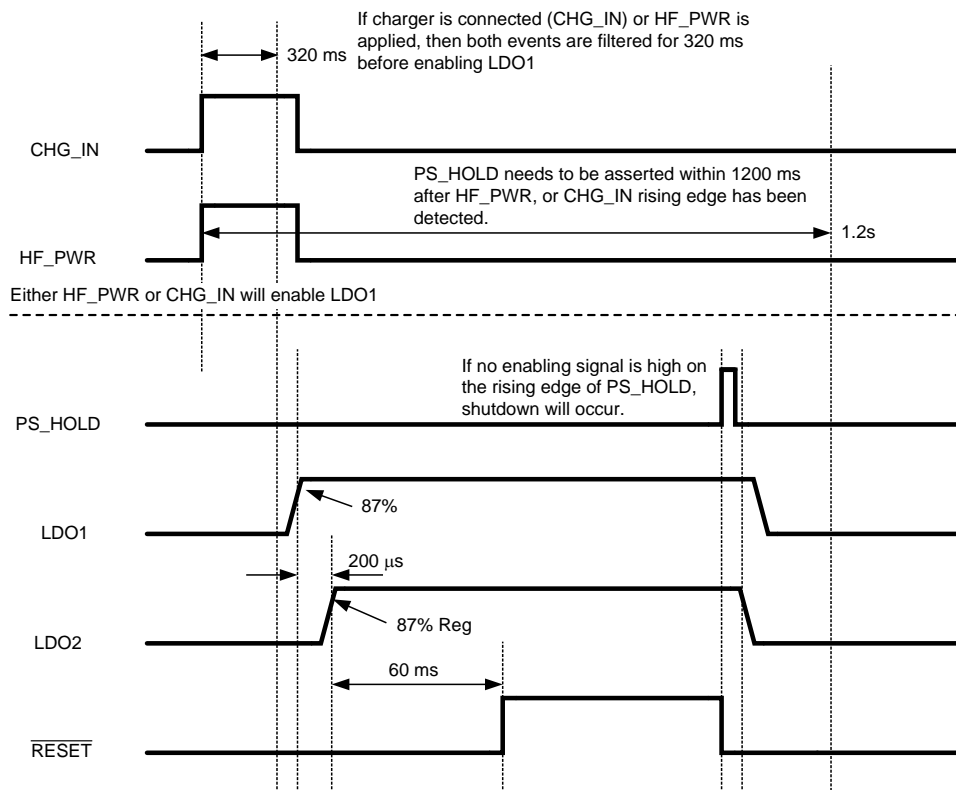 If charger is connected (CHG_IN) or HF_PWR is
applied, then both events are filtered for 320 ms
before enabling LDO1
320 ms
CHG_IN
PS_HOLD needs to be asserted within 1200 ms
after HF_PWR, or CHG_IN rising edge has been
detected.
1.2s
HF_PWR
Either HF_PWR or CHG_IN will enable LDO1
If no enabling signal is high on
the rising edge of PS_HOLD,
shutdown will occur.
PS_HOLD
87%
LDO1
200 μs
87% Reg
LDO2
60 ms
RESET